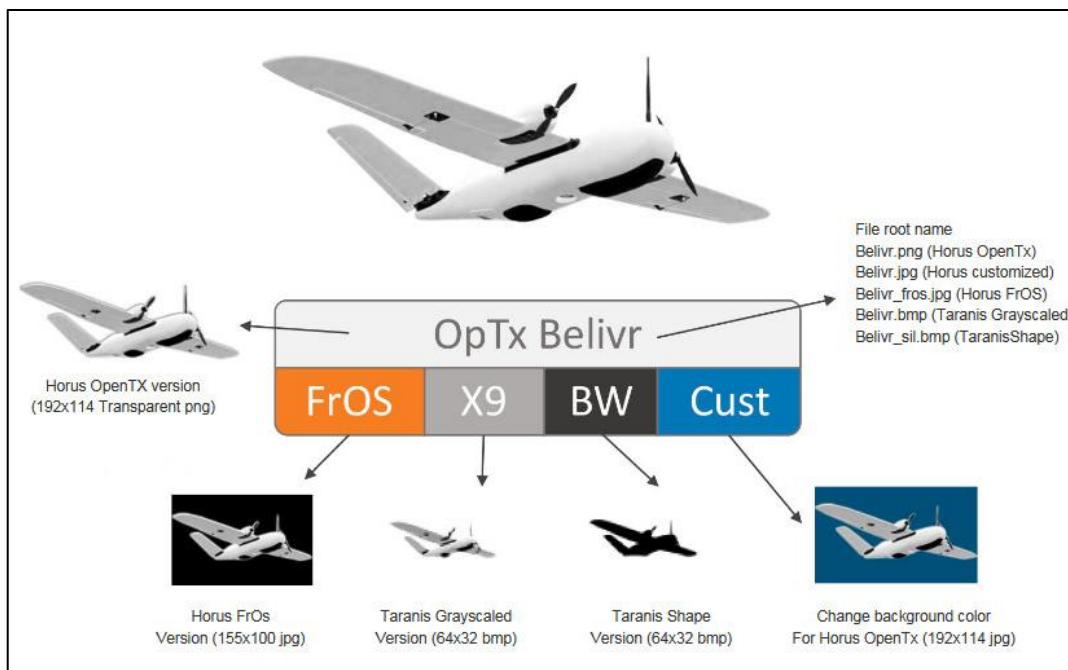 File root name
Belivr.png (Horus OpenTx)
Belivr.jpg (Horus customized)
Belivr_fros.jpg (Horus FrOS)
Belivr.bmp (Taranis Grayscaled)
Belivr_sil.bmp (TaranisShape)
OpTx Belivr
Horus OpenTX version
(192x114 Transparent png)
FrOS X9 BW Cust
Horus FrOs
Version (155x100 jpg)
Taranis Grayscaled
Version (64x32 bmp)
Taranis Shape
Version (64x32 bmp)
Change background color
For Horus OpenTx (192x114 jpg)